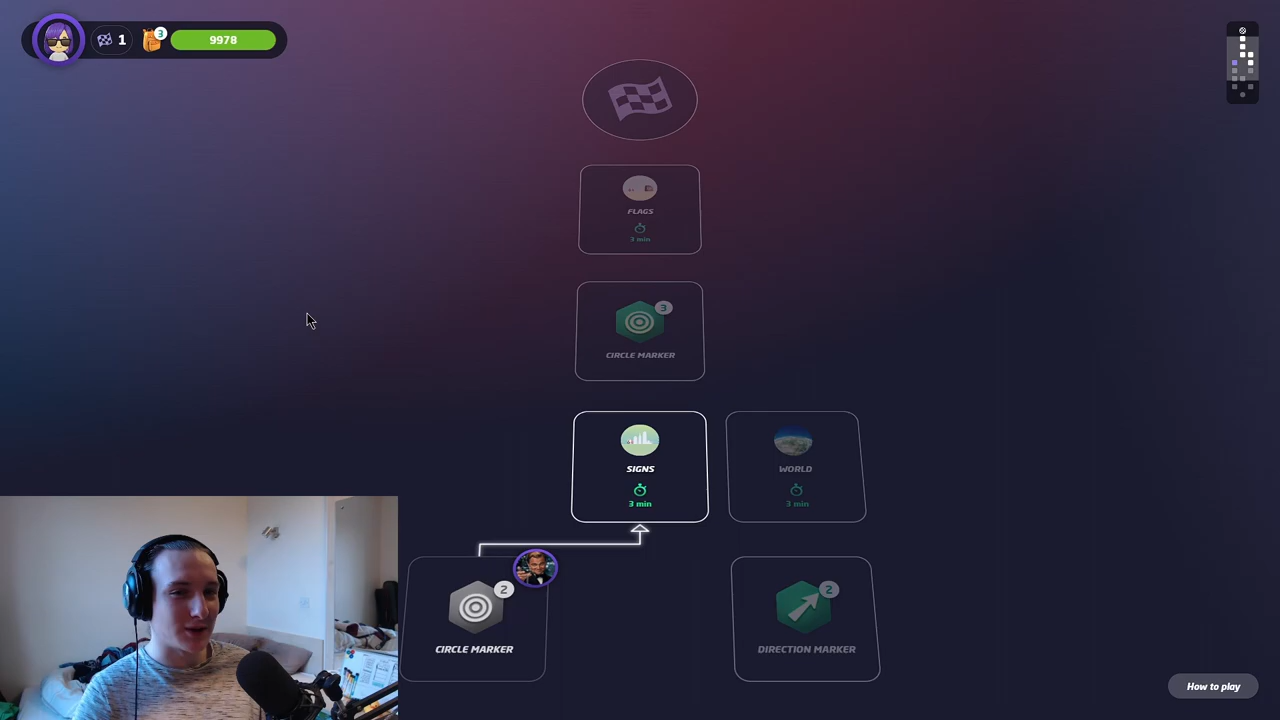 1
3
9978
FLAGS
3 min
3
CIRCLE MARKER
SIGNS
3 min
WORLD
3 min
2
CIRCLE MARKER
2
DIRECTION MARKER
How to play